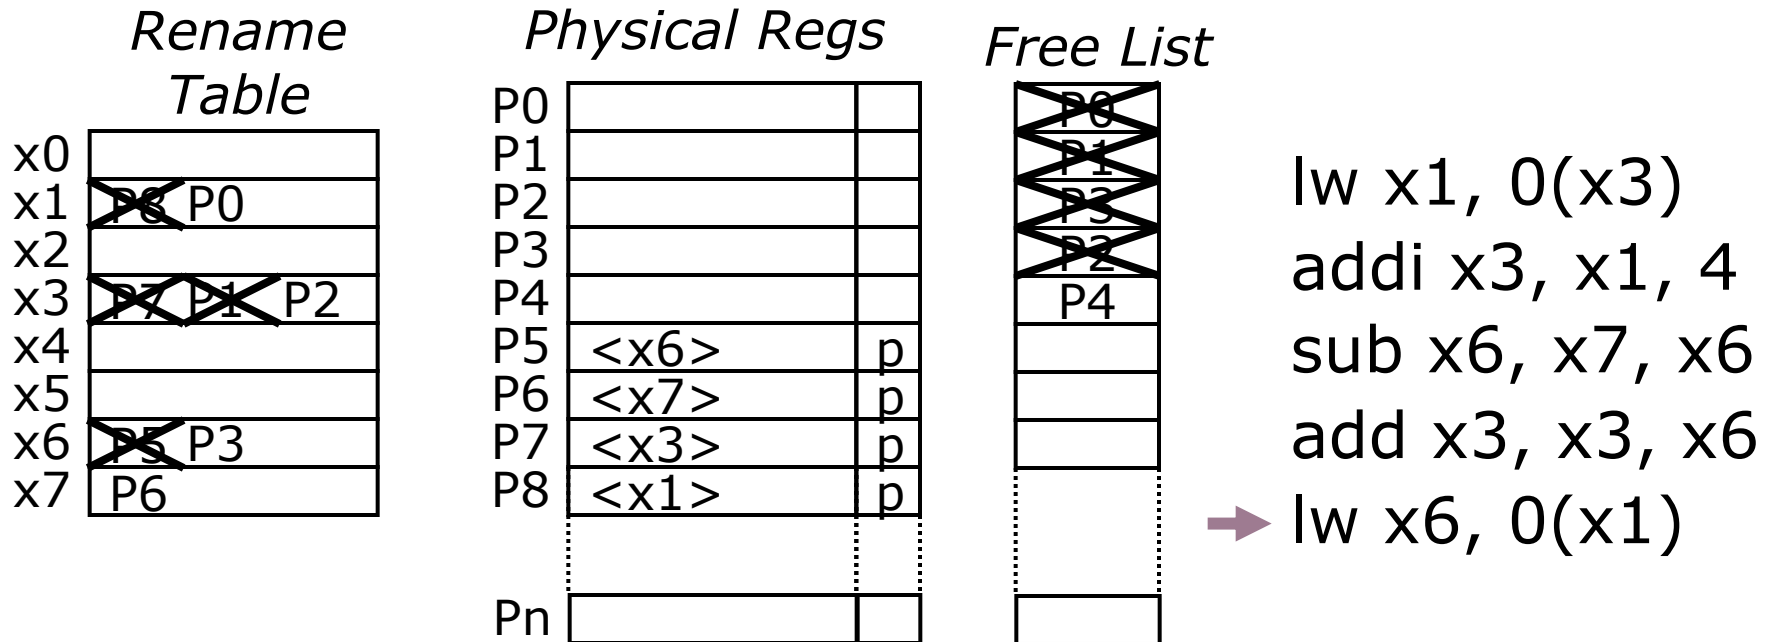 Rename Table
x0
x1 P8 P0
x2
x3 P7 P1 P2
x4
x5
x6 P5 P3
x7 P6
Physical Regs
P0
P1
P2
P3
P4
P5 <x6> p
P6 <x7> p
P7 <x3> p
P8 <x1> p
Pn
Free List
P0
P1
P3
P2
P4
lw x1, 0(x3)
addi x3, x1, 4
sub x6, x7, x6
add x3, x3, x6
lw x6, 0(x1)